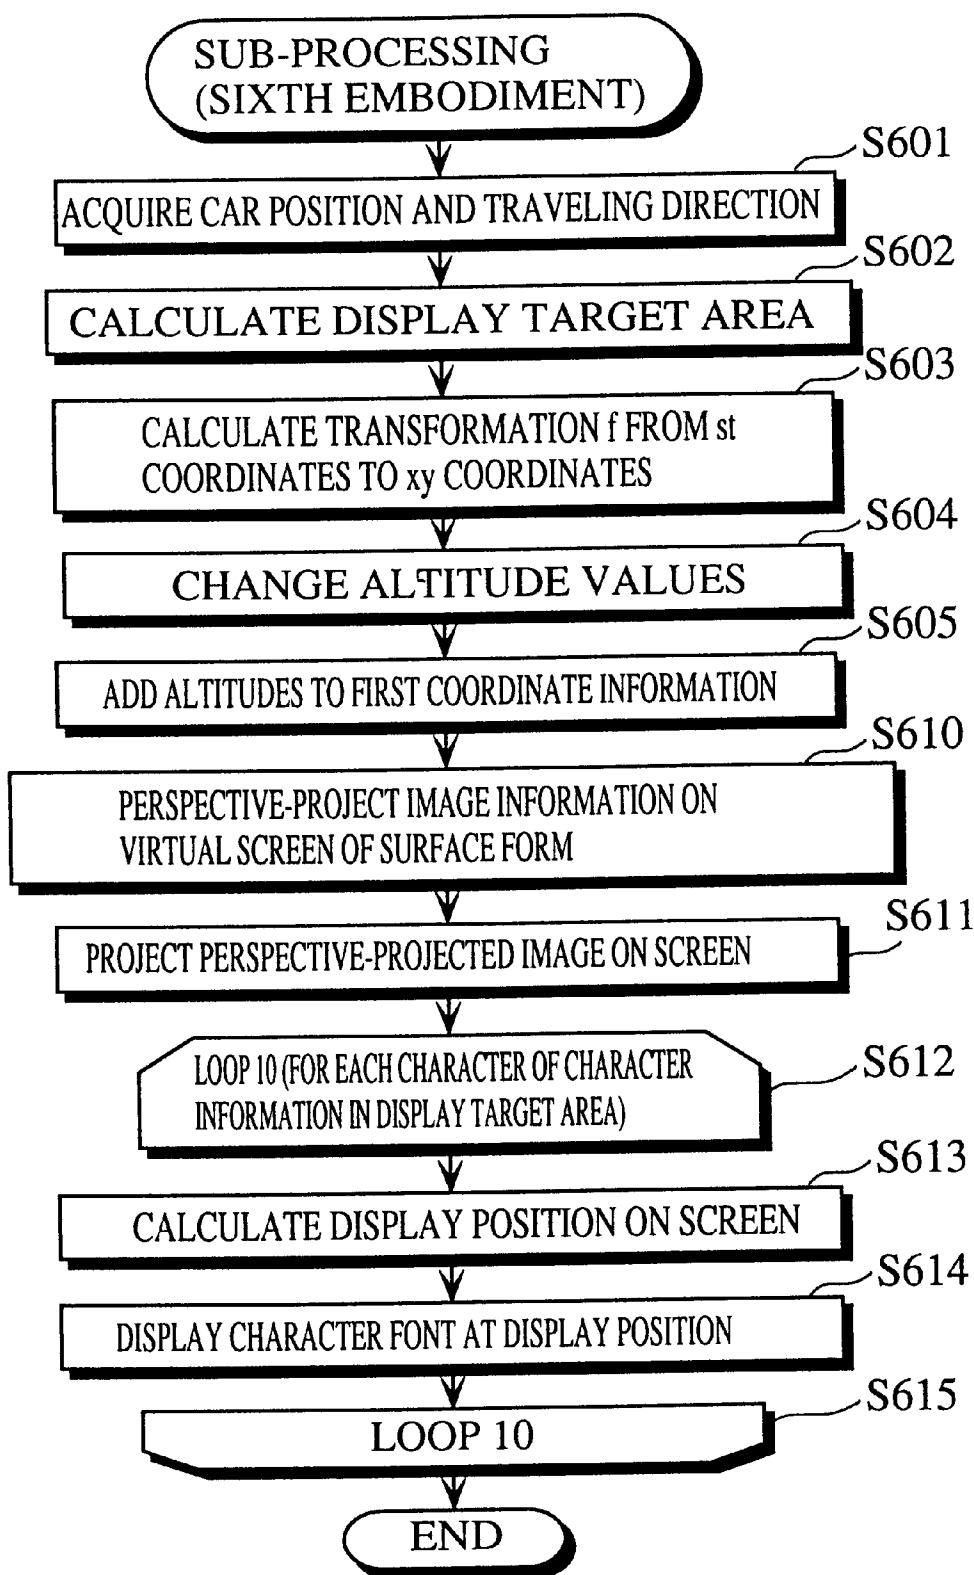 SUB-PROCESSING
(SIXTH EMBODIMENT)
S601
ACQUIRE CAR POSITION AND TRAVELING DIRECTION
S602
CALCULATE DISPLAY TARGET AREA
S603
CALCULATE TRANSFORMATION f FROM st
COORDINATES TO xy COORDINATES
S604
CHANGE ALTITUDE VALUES
S605
ADD ALTITUDES TO FIRST COORDINATE INFORMATION
S610
PERSPECTIVE-PROJECT IMAGE INFORMATION ON
VIRTUAL SCREEN OF SURFACE FORM
S611
PROJECT PERSPECTIVE-PROJECTED IMAGE ON SCREEN
S612
LOOP 10 (FOR EACH CHARACTER OF CHARACTER
INFORMATION IN DISPLAY TARGET AREA)
S613
CALCULATE DISPLAY POSITION ON SCREEN
S614
DISPLAY CHARACTER FONT AT DISPLAY POSITION
S615
LOOP 10
END